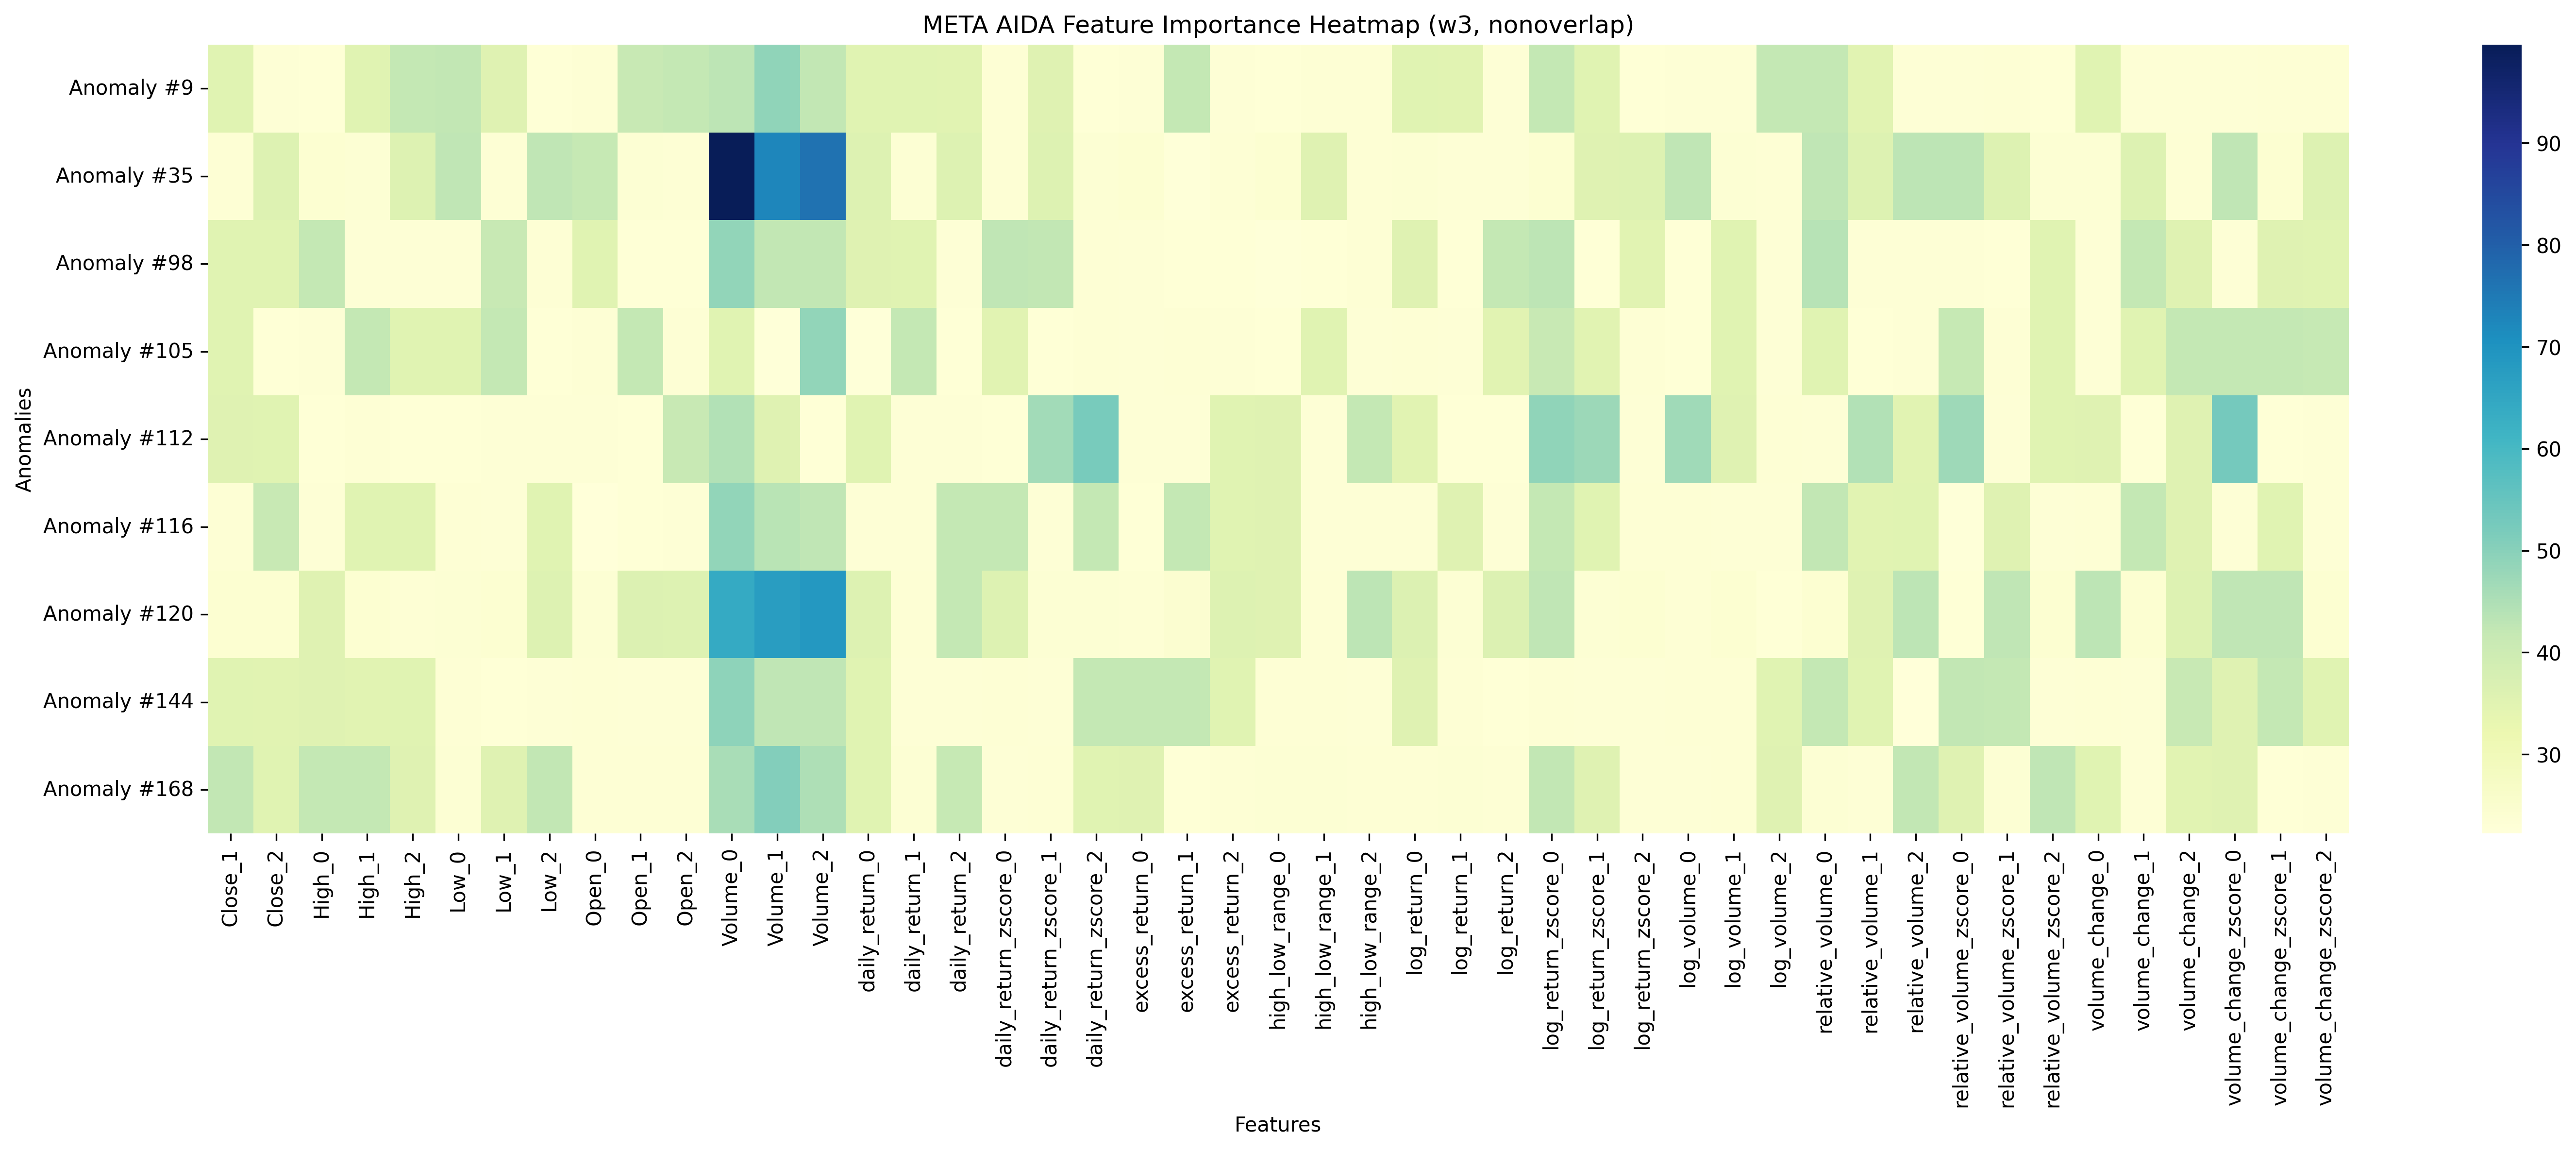 META AIDA Feature Importance Heatmap (w3, nonoverlap)
Anomalies
Anomaly #9
Anomaly #35
Anomaly #98
Anomaly #105
Anomaly #112
Anomaly #116
Anomaly #120
Anomaly #144
Anomaly #168
90
80
70
60
50
40
30
Close_1
Close_2
High_0
High_1
High_2
Low_0
Low_1
Low_2
Open_0
Open_1
Open_2
Volume_0
Volume_1
Volume_2
daily_return_0
daily_return_1
daily_return_2
daily_return_zscore_0
daily_return_zscore_1
daily_return_zscore_2
excess_return_0
excess_return_1
excess_return_2
high_low_range_0
high_low_range_1
high_low_range_2
log_return_0
log_return_1
log_return_2
log_return_zscore_0
log_return_zscore_1
log_return_zscore_2
log_volume_0
log_volume_1
log_volume_2
relative_volume_0
relative_volume_1
relative_volume_2
relative_volume_zscore_0
relative_volume_zscore_1
relative_volume_zscore_2
volume_change_0
volume_change_1
volume_change_2
volume_change_zscore_0
volume_change_zscore_1
volume_change_zscore_2
Features